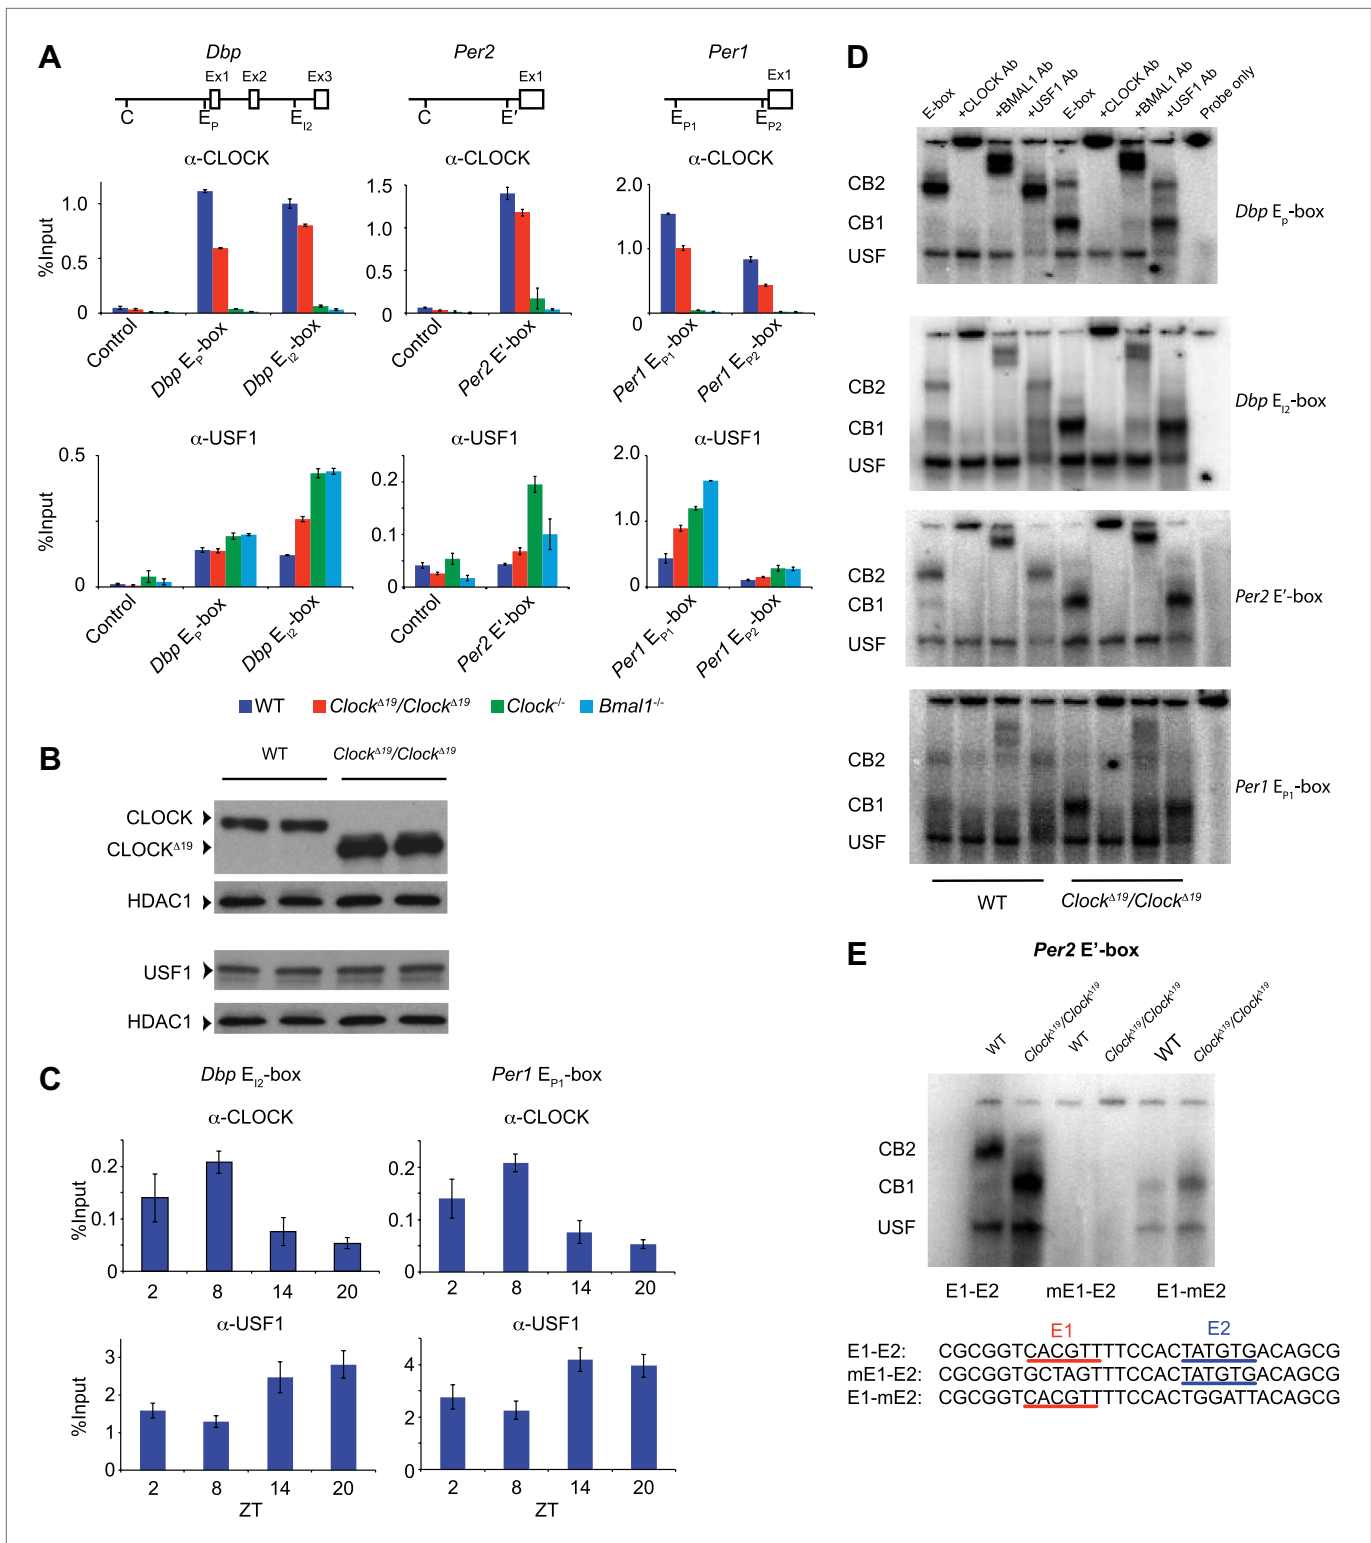 A
Dbp
Ex1 Ex2 Ex3
C EP EI2
Per2
Ex1
C E'
Per1
Ex1
EP1 EP2
α-CLOCK
%Input
1.0
0.5
0
Control
Dbp EP-box
Dbp EI2-box
α-CLOCK
1.5
1.0
0.5
0
Control
Per2 E'-box
α-CLOCK
2.0
1.0
0
Per1 EP1-box
Per1 EP2-box
α-USF1
%Input
0.5
0
Control
Dbp EP-box
Dbp EI2-box
α-USF1
0.2
0.1
0
Control
Per2 E'-box
α-USF1
2.0
1.0
0
Per1 EP1-box
Per1 EP2-box
WT ClockΔ19/ClockΔ19 Clock-/- Bmal1-/-
B
WT ClockΔ19/ClockΔ19
CLOCK
CLOCKΔ19
HDAC1
USF1
HDAC1
C
Dbp EI2-box
α-CLOCK
%Input
0.2
0.1
0
2 8 14 20
α-USF1
%Input
3
2
1
0
2 8 14 20
ZT
Per1 EP1-box
α-CLOCK
0.2
0.1
0
2 8 14 20
α-USF1
4
2
0
2 8 14 20
ZT
D
E-box +CLOCK Ab +BMAL1 Ab +USF1 Ab E-box +CLOCK Ab +BMAL1 Ab +USF1 Ab Probe only
CB2
CB1
USF
Dbp EP-box
CB2
CB1
USF
Dbp EI2-box
CB2
CB1
USF
Per2 E'-box
CB2
CB1
USF
Per1 EP1-box
WT ClockΔ19/ClockΔ19
E
Per2 E'-box
WT ClockΔ19/ClockΔ19 WT ClockΔ19/ClockΔ19 WT ClockΔ19/ClockΔ19
CB2
CB1
USF
E1-E2 mE1-E2 E1-mE2
E1 E2
E1-E2: CGCGGTCACGTTTTCCACTATGTGACAGCG
mE1-E2: CGCGGTGCTAGTTTCCACTATGTGACAGCG
E1-mE2: CGCGGTCACGTTTTCCACTGGATTACAGCG